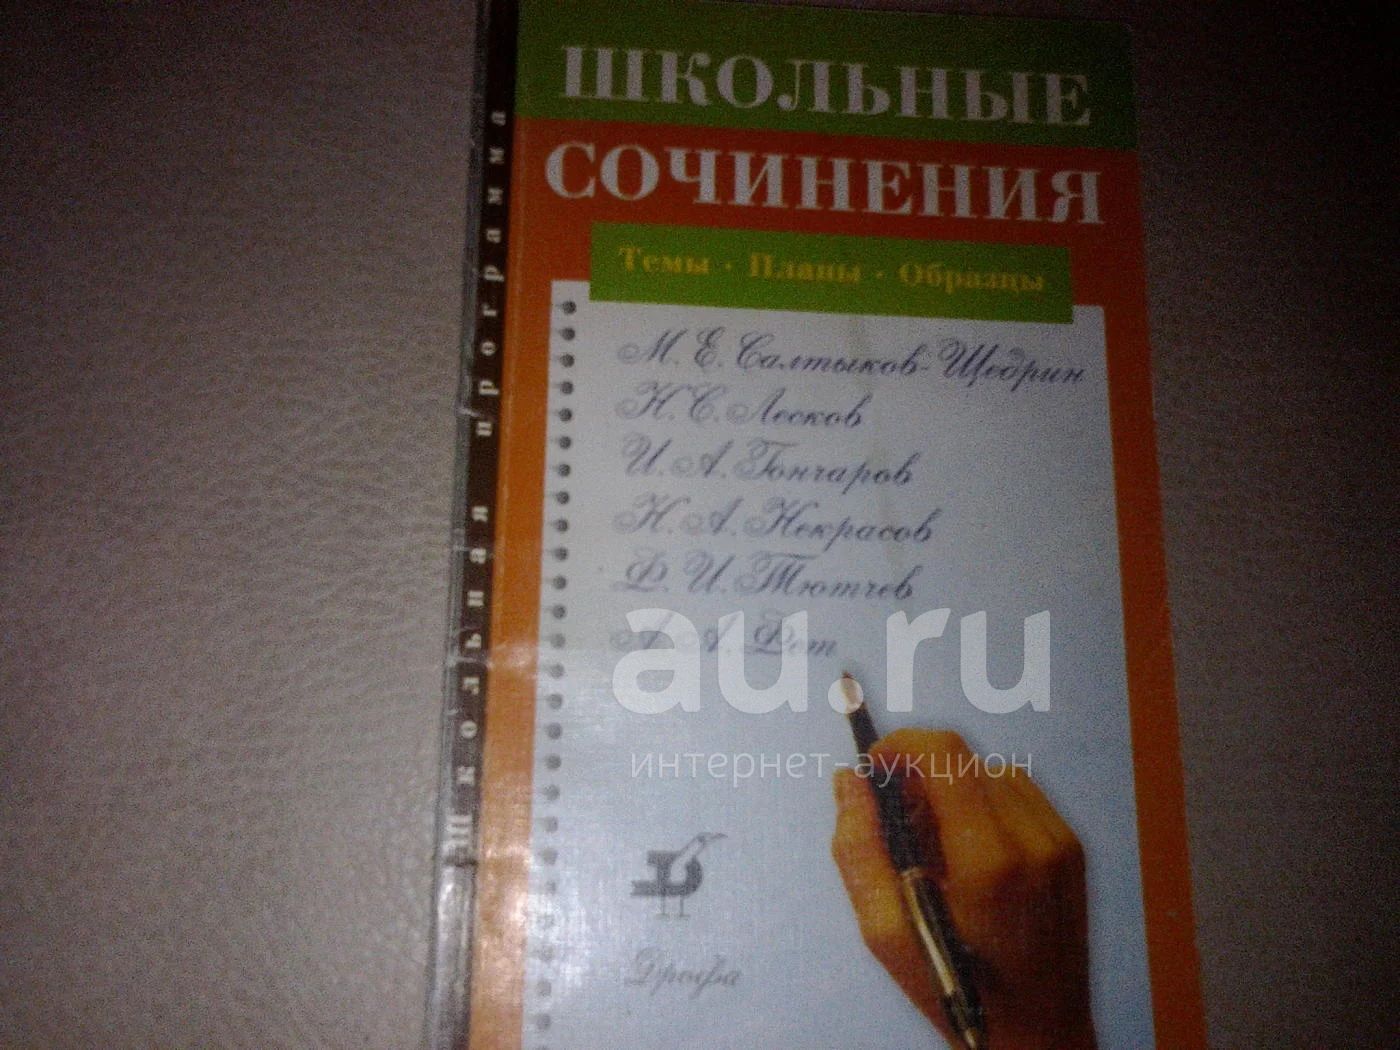 ШКОЛЬНЫЕ
СОЧИНЕНИЯ
Темы · Планы · Образцы
М. Е. Салтыков-Щедрин
Н. С. Лесков
И. А. Гончаров
Н. А. Некрасов
Ф. И. Тютчев
А. А. Фет
Дрофа
Школьная программа
au.ru
интернет-аукцион